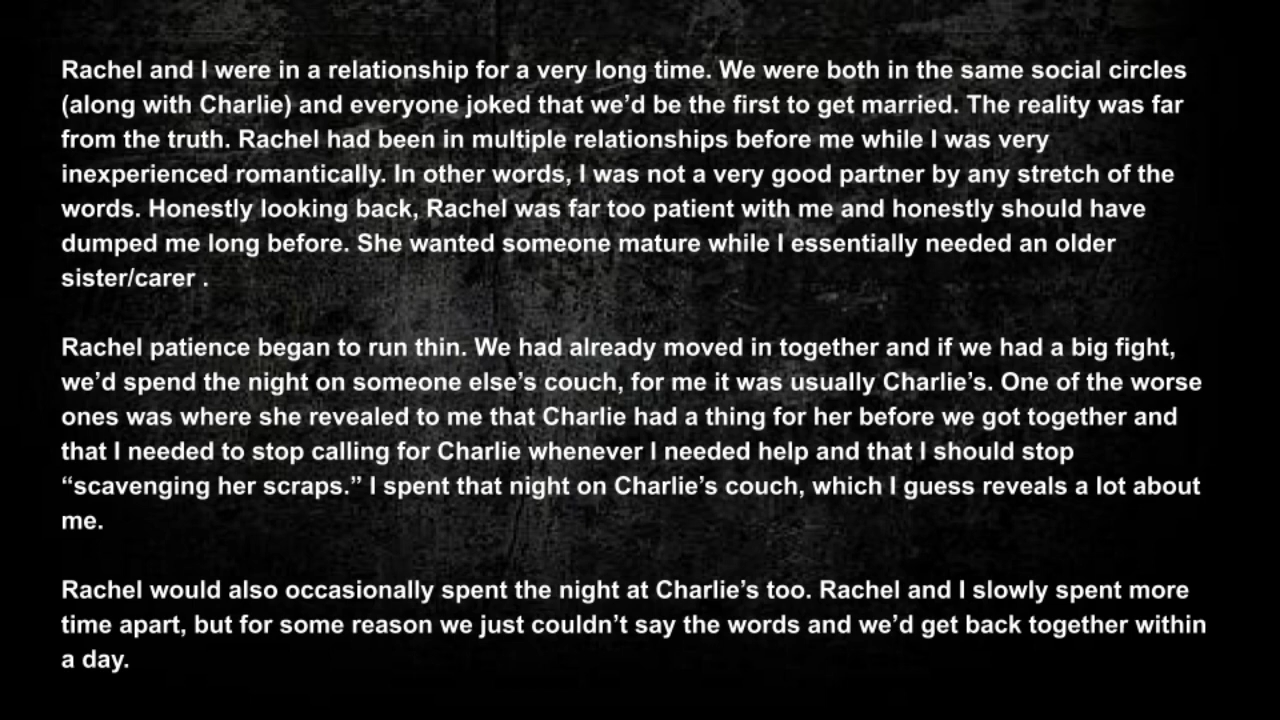 Rachel and I were in a relationship for a very long time. We were both in the same social circles
(along with Charlie) and everyone joked that we’d be the first to get married. The reality was far
from the truth. Rachel had been in multiple relationships before me while I was very
inexperienced romantically. In other words, I was not a very good partner by any stretch of the
words. Honestly looking back, Rachel was far too patient with me and honestly should have
dumped me long before. She wanted someone mature while I essentially needed an older
sister/carer .
Rachel patience began to run thin. We had already moved in together and if we had a big fight,
we’d spend the night on someone else’s couch, for me it was usually Charlie’s. One of the worse
ones was where she revealed to me that Charlie had a thing for her before we got together and
that I needed to stop calling for Charlie whenever I needed help and that I should stop
“scavenging her scraps.” I spent that night on Charlie’s couch, which I guess reveals a lot about
me.
Rachel would also occasionally spent the night at Charlie’s too. Rachel and I slowly spent more
time apart, but for some reason we just couldn’t say the words and we’d get back together within
a day.